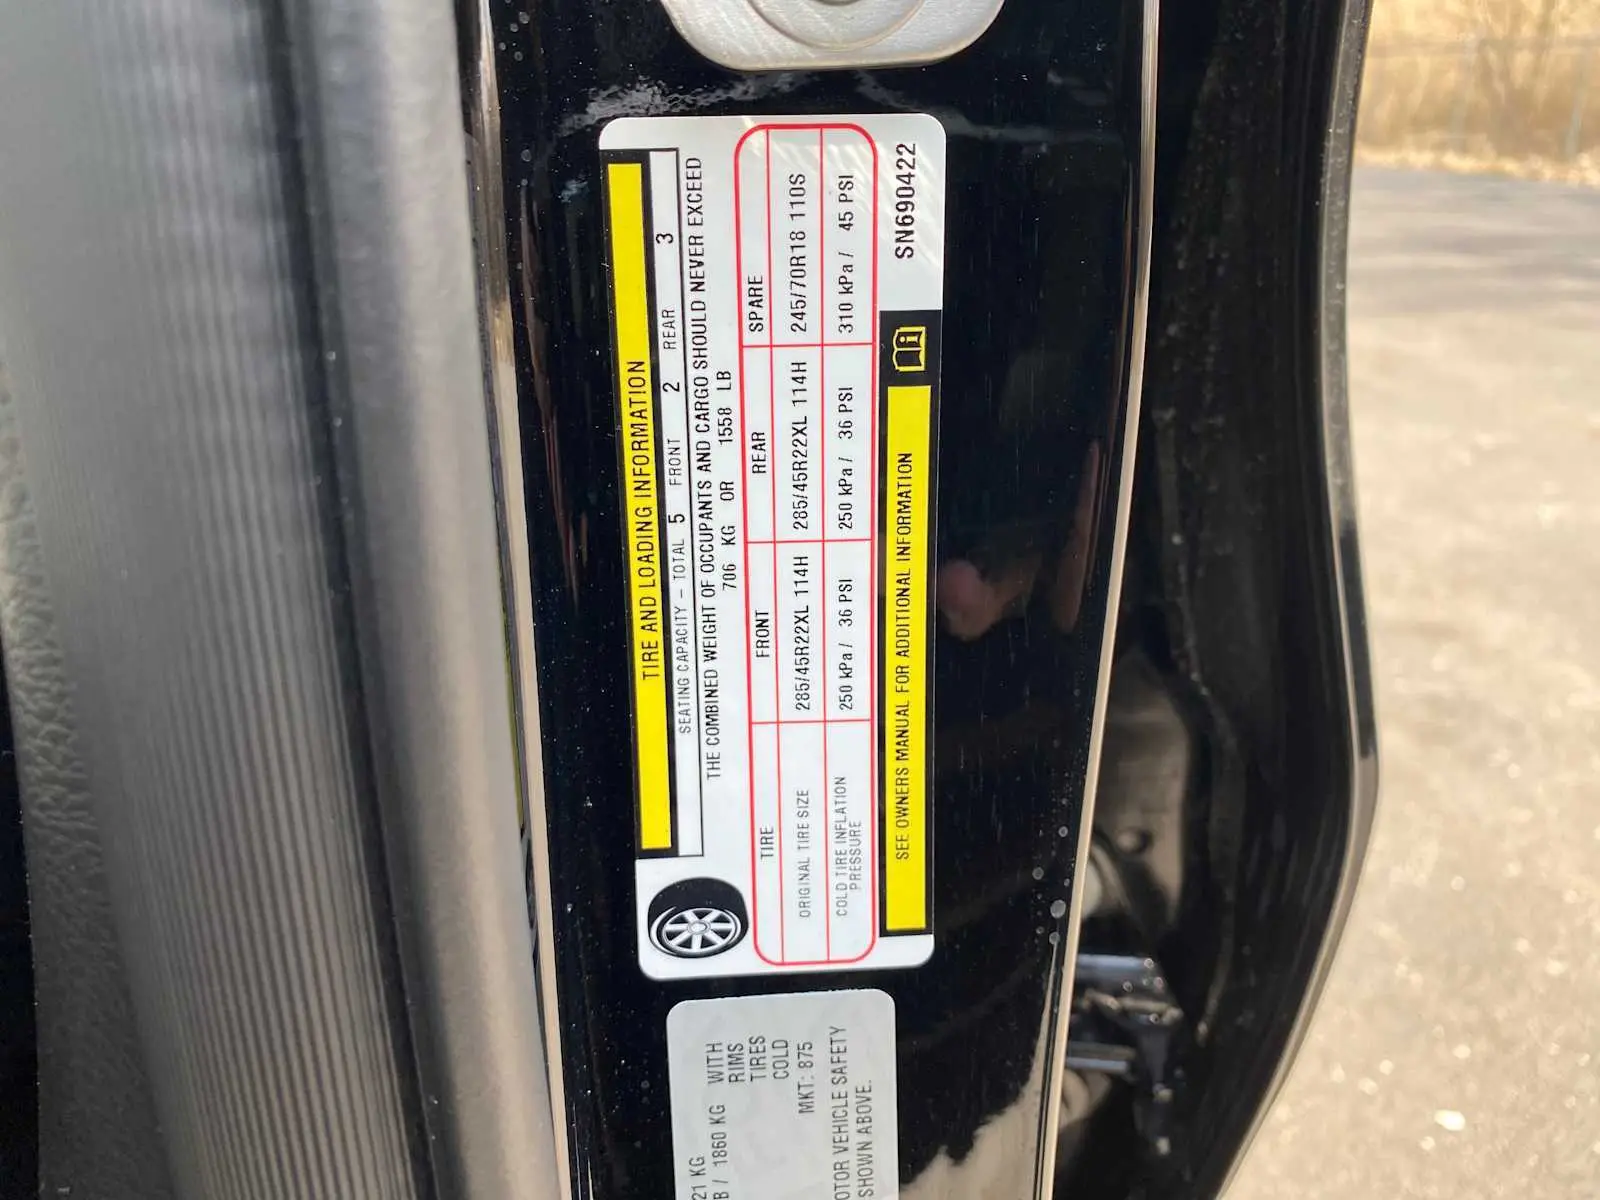 TIRE AND LOADING INFORMATION
SEATING CAPACITY - TOTAL 5 FRONT 2 REAR 3
THE COMBINED WEIGHT OF OCCUPANTS AND CARGO SHOULD NEVER EXCEED
706 KG OR 1558 LB
TIRE FRONT REAR SPARE
ORIGINAL TIRE SIZE 285/45R22XL 114H 285/45R22XL 114H 245/70R18 110S
COLD TIRE INFLATION PRESSURE 250 kPa / 36 PSI 250 kPa / 36 PSI 310 kPa / 45 PSI
SEE OWNERS MANUAL FOR ADDITIONAL INFORMATION
SN690422
21 KG WITH
B / 1860 KG RIMS
TIRES
COLD
MKT: 875
OTOR VEHICLE SAFETY
SHOWN ABOVE.